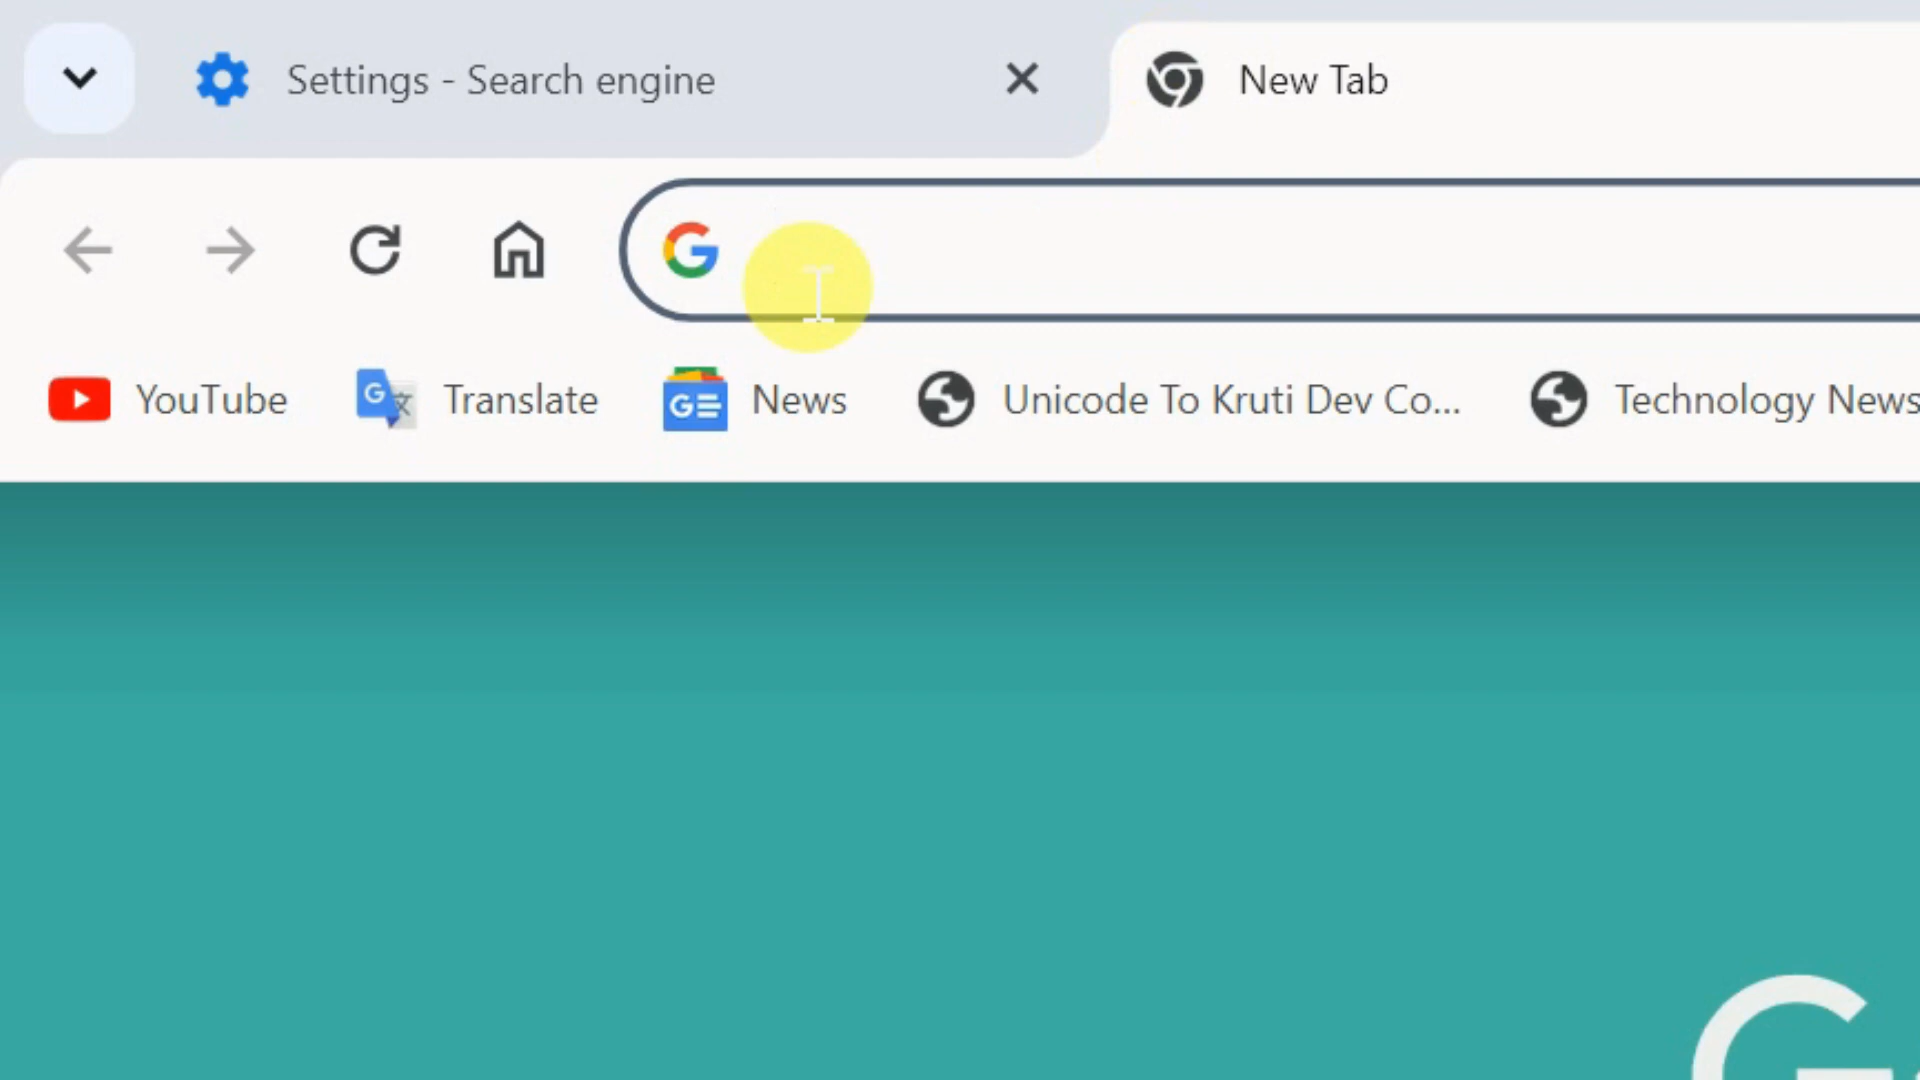 Settings - Search engine
New Tab
YouTube
Translate
News
Unicode To Kruti Dev Co...
Technology News